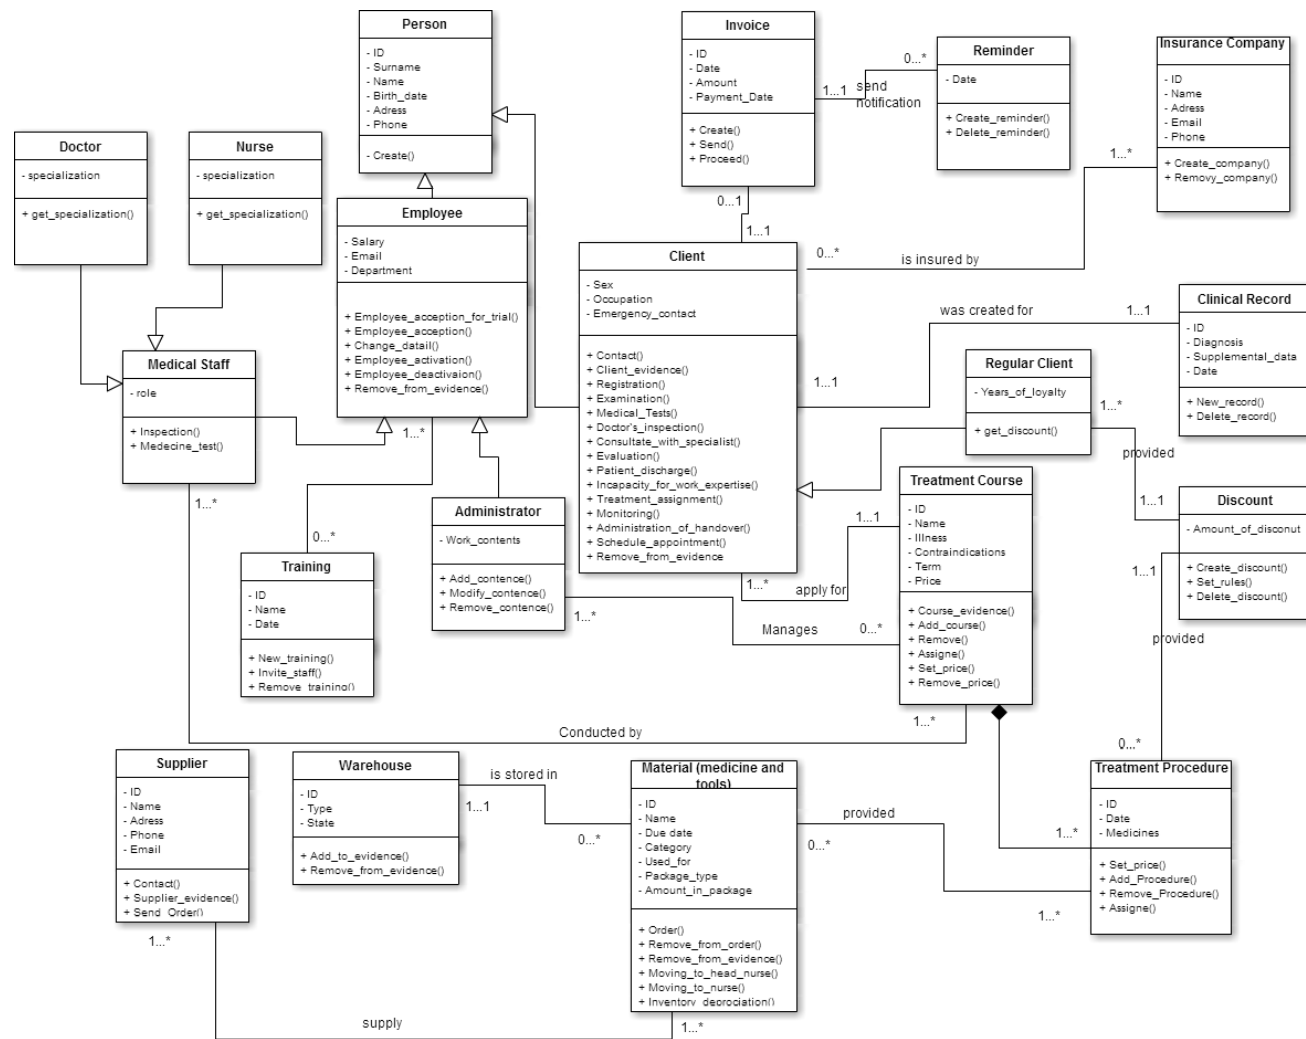 Person
- ID
- Surname
- Name
- Birth_date
- Adress
- Phone
- Create()
Invoice
- ID
- Date
- Amount
- Payment_Date
+ Create()
+ Send()
+ Proceed()
0...*
1...1
send
notification
Reminder
- Date
+ Create_reminder()
+ Delete_reminder()
Insurance Company
- ID
- Name
- Adress
- Email
- Phone
+ Create_company()
+ Removy_company()
1...*
Doctor
- specialization
+ get_specialization()
Nurse
- specialization
+ get_specialization()
Employee
- Salary
- Email
- Department
+ Employee_acception_for_trial()
+ Employee_acception()
+ Change_datail()
+ Employee_activation()
+ Employee_deactivaion()
+ Remove_from_evidence()
0...1
1...1
Client
- Sex
- Occupation
- Emergency_contact
+ Contact()
+ Client_evidence()
+ Registration()
+ Examination()
+ Medical_Tests()
+ Doctor's_inspection()
+ Consultate_with_specialist()
+ Evaluation()
+ Patient_discharge()
+ Incapacity_for_work_expertise()
+ Treatment_assignment()
+ Monitoring()
+ Administration_of_handover()
+ Schedule_appointment()
+ Remove_from_evidence
0...*
is insured by
was created for
1...1
1...1
Clinical Record
- ID
- Diagnosis
- Supplemental_data
- Date
+ New_record()
+ Delete_record()
Medical Staff
- role
+ Inspection()
+ Medecine_test()
1...*
1...*
0...*
Regular Client
- Years_of_loyalty
+ get_discount()
1...*
provided
1...1
Discount
- Amount_of_disconut
+ Create_discount()
+ Set_rules()
+ Delete_discount()
1...1
provided
0...*
Treatment Course
- ID
- Name
- Illness
- Contraindications
- Term
- Price
+ Course_evidence()
+ Add_course()
+ Remove()
+ Assigne()
+ Set_price()
+ Remove_price()
1...1
1...*
apply for
Administrator
- Work_contents
+ Add_contence()
+ Modify_contence()
+ Remove_contence()
1...*
Manages
0...*
Training
- ID
- Name
- Date
+ New_training()
+ Invite_staff()
+ Remove_training()
1...*
Conducted by
Supplier
- ID
- Name
- Adress
- Phone
- Email
+ Contact()
+ Supplier_evidence()
+ Send_Order()
1...*
Warehouse
- ID
- Type
- State
+ Add_to_evidence()
+ Remove_from_evidence()
is stored in
1...1
0...*
Material (medicine and
tools)
- ID
- Name
- Due date
- Category
- Used_for
- Package_type
- Amount_in_package
+ Order()
+ Remove_from_order()
+ Remove_from_evidence()
+ Moving_to_head_nurse()
+ Moving_to_nurse()
+ Inventory_deprociation()
provided
0...*
1...*
1...*
Treatment Procedure
- ID
- Date
- Medicines
+ Set_price()
+ Add_Procedure()
+ Remove_Procedure()
+ Assigne()
supply
1...*